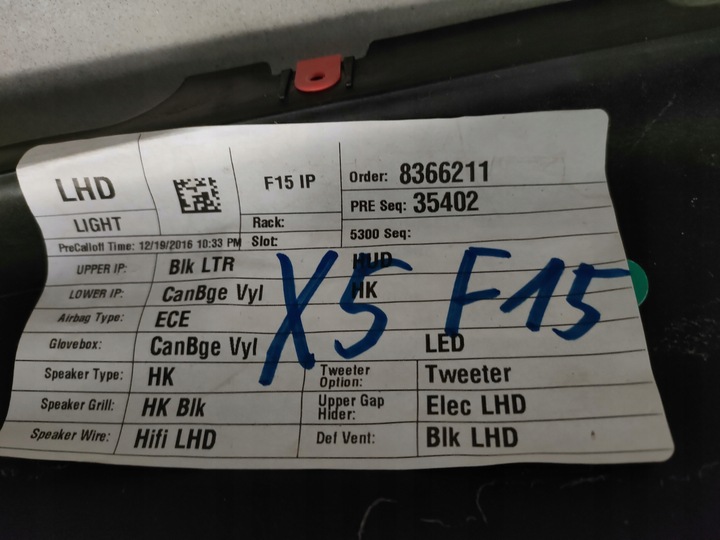 LHD
LIGHT
F15 IP
Order: 8366211
PRE Seq: 35402
Rack:
Slot:
5300 Seq:
PreCalloff Time: 12/19/2016 10:33 PM
UPPER IP: Blk LTR HUD
LOWER IP: CanBge Vyl HK
Airbag Type: ECE
Glovebox: CanBge Vyl LED
X5 F15
Speaker Type: HK Tweeter Option: Tweeter
Speaker Grill: HK Blk Upper Gap Hider: Elec LHD
Speaker Wire: Hifi LHD Def Vent: Blk LHD